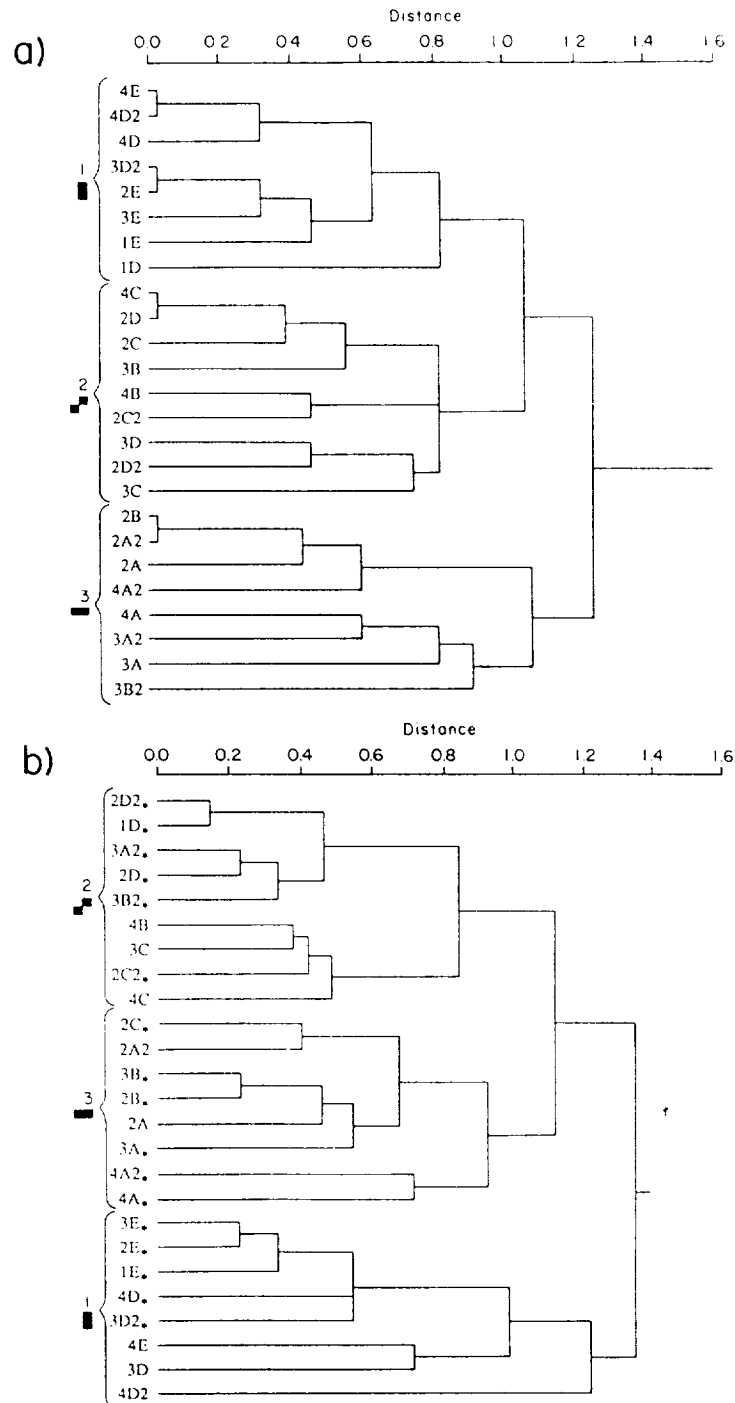 Distance
a)
0.0 0.2 0.4 0.6 0.8 1.0 1.2 1.4 1.6
4E
4D2
4D
1
3D2
2E
3E
1E
1D
4C
2D
2C
3B
2
4B
2C2
3D
2D2
3C
2B
2A2
2A
4A2
3
4A
3A2
3A
3B2
Distance
b)
0.0 0.2 0.4 0.6 0.8 1.0 1.2 1.4 1.6
2D2.
1D.
3A2.
2
2D.
3B2.
4B
3C
2C2.
4C
2C.
2A2
3B.
3
2B.
2A
3A.
4A2.
4A.
3E.
2E.
1E.
1
4D.
3D2.
4E
3D
4D2